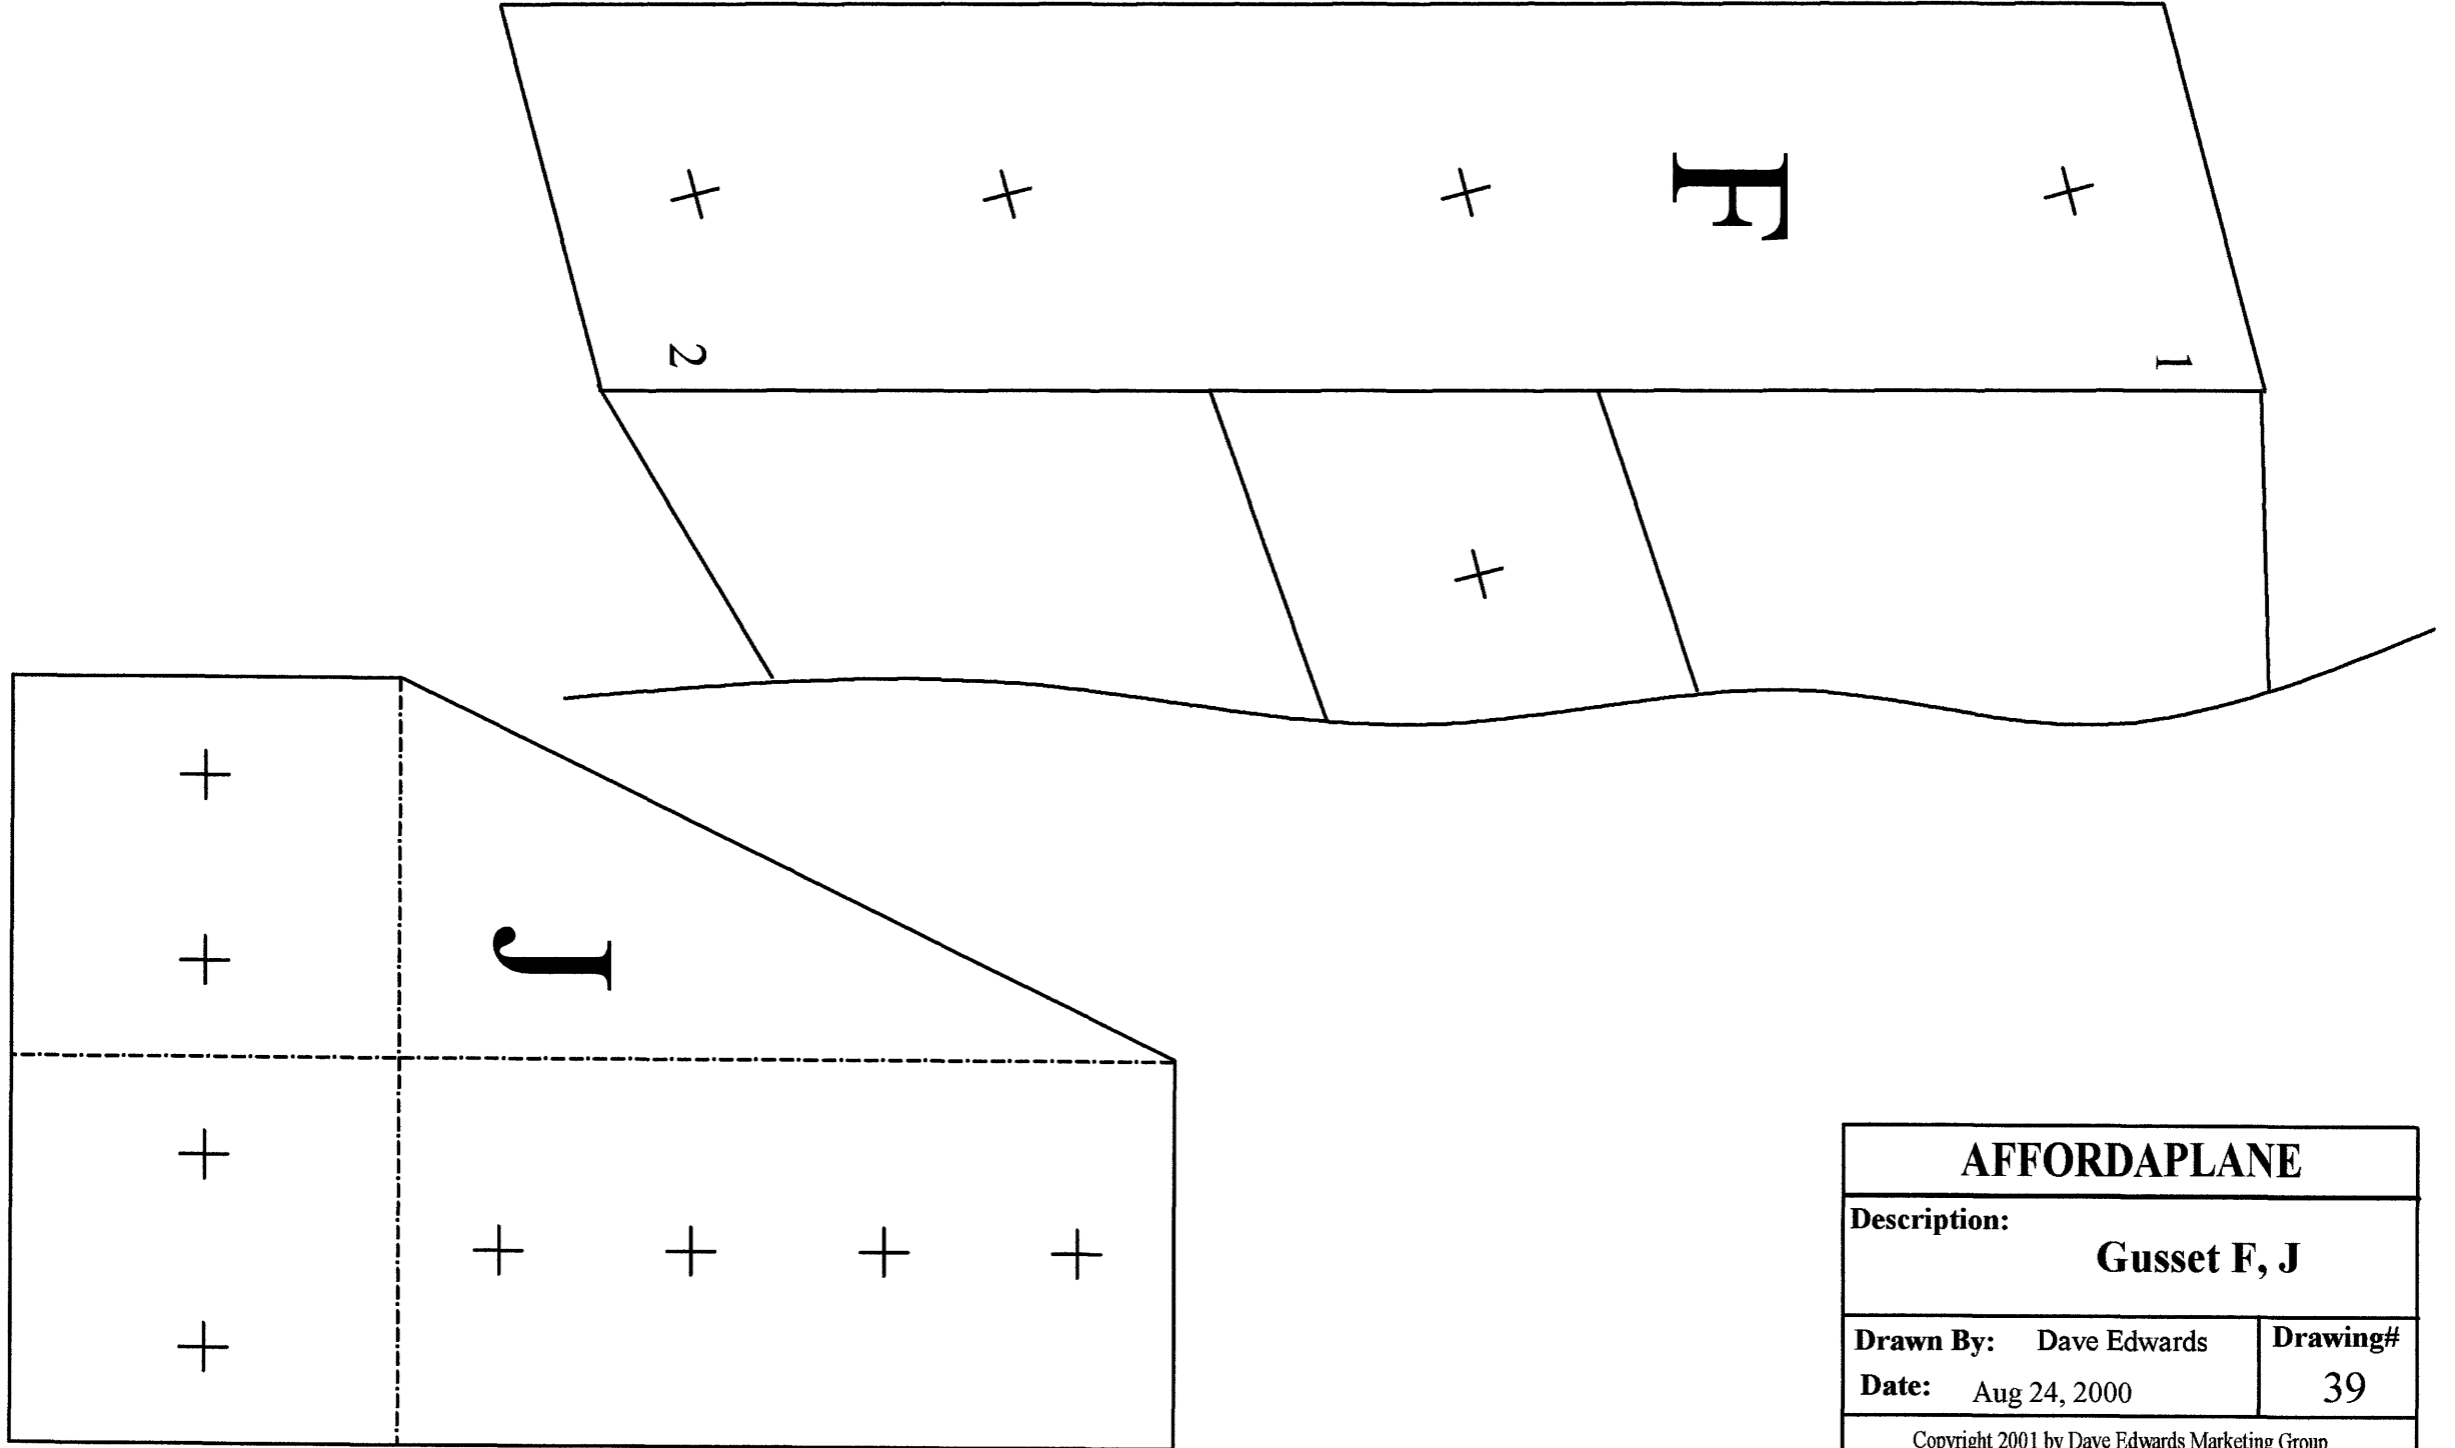 F
2
1
J
AFFORDAPLANE
Description:
Gusset F, J
Drawn By: Dave Edwards
Drawing#
Date: Aug 24, 2000
39
Copyright 2001 by Dave Edwards Marketing Group